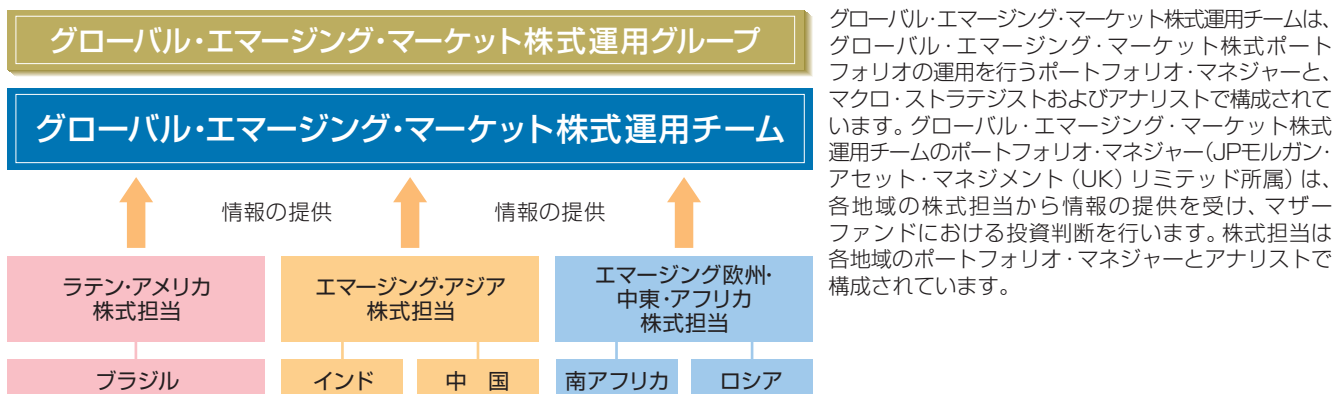 グローバル・エマージング・マーケット株式運用グループ
グローバル・エマージング・マーケット株式運用チーム
情報の提供
情報の提供
ラテン・アメリカ
株式担当
エマージング・アジア
株式担当
エマージング欧州・
中東・アフリカ
株式担当
ブラジル
インド
中　国
南アフリカ
ロシア
グローバル・エマージング・マーケット株式運用チームは、
グローバル・エマージング・マーケット株式ポート
フォリオの運用を行うポートフォリオ・マネジャーと、
マクロ・ストラテジストおよびアナリストで構成されて
います。グローバル・エマージング・マーケット株式
運用チームのポートフォリオ・マネジャー(JPモルガン・
アセット・マネジメント (UK) リミテッド所属) は、
各地域の株式担当から情報の提供を受け、マザー
ファンドにおける投資判断を行います。株式担当は
各地域のポートフォリオ・マネジャーとアナリストで
構成されています。